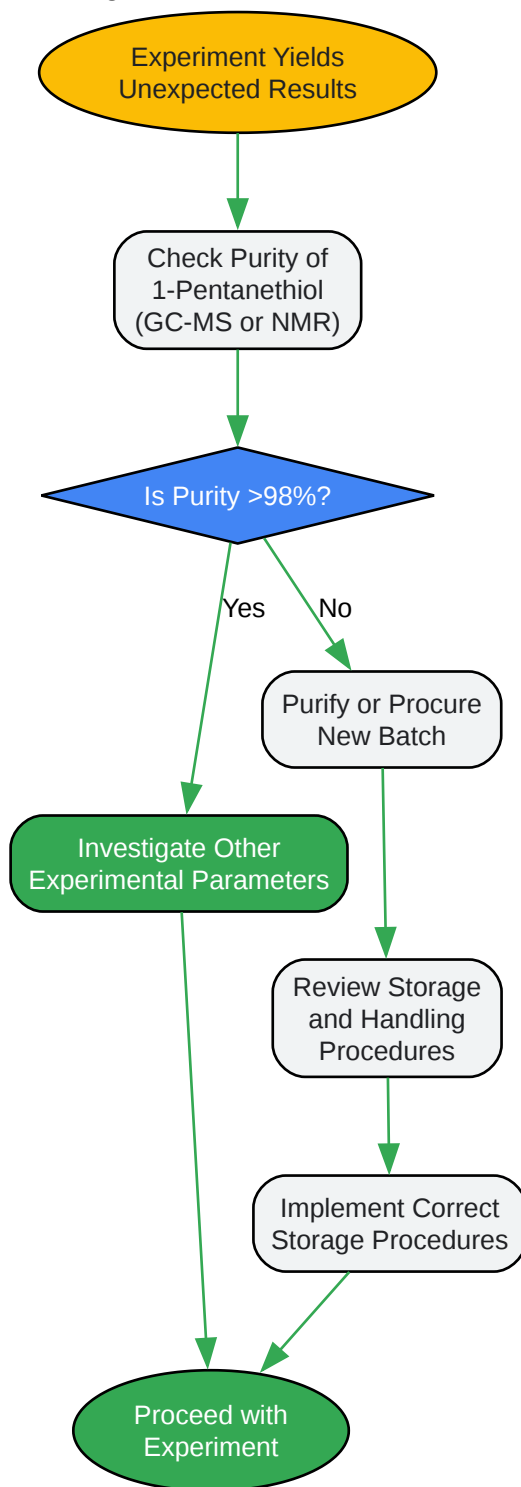 Experiment Yields
Unexpected Results
Check Purity of
1-Pentanethiol
(GC-MS or NMR)
Is Purity >98%?
Yes
No
Purify or Procure
New Batch
Investigate Other
Experimental Parameters
Review Storage
and Handling
Procedures
Implement Correct
Storage Procedures
Proceed with
Experiment